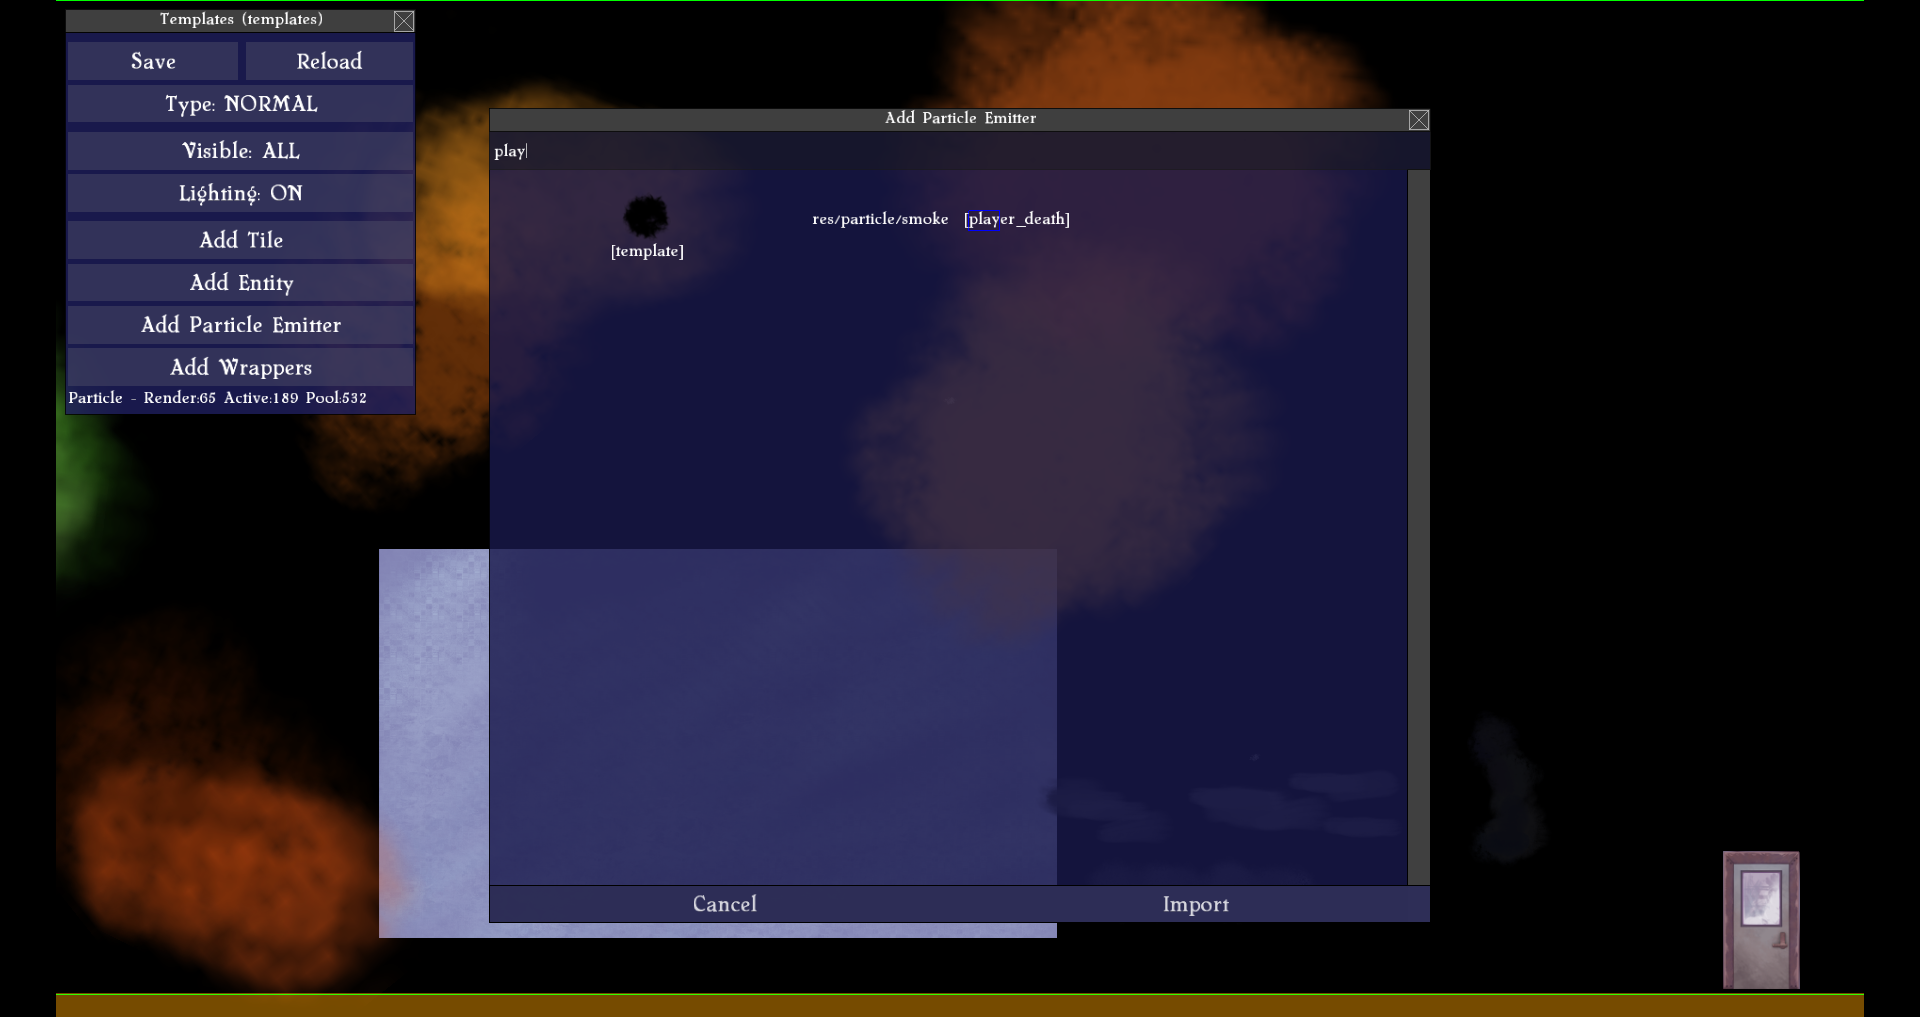 Templates (templates)
Save Reload
Type: NORMAL
Visible: ALL
Lighting: ON
Add Tile
Add Entity
Add Particle Emitter
Add Wrappers
Particle - Render:65 Active:189 Pool:532
Add Particle Emitter
play
res/particle/smoke [player_death]
[template]
Cancel Import